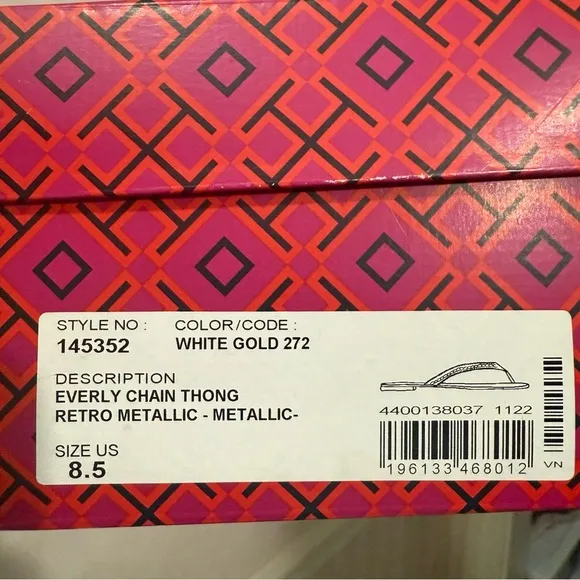 STYLE NO : COLOR/CODE :
145352 WHITE GOLD 272
DESCRIPTION
EVERLY CHAIN THONG
RETRO METALLIC - METALLIC-
4400138037 1122
SIZE US
8.5
196133 468012
VN